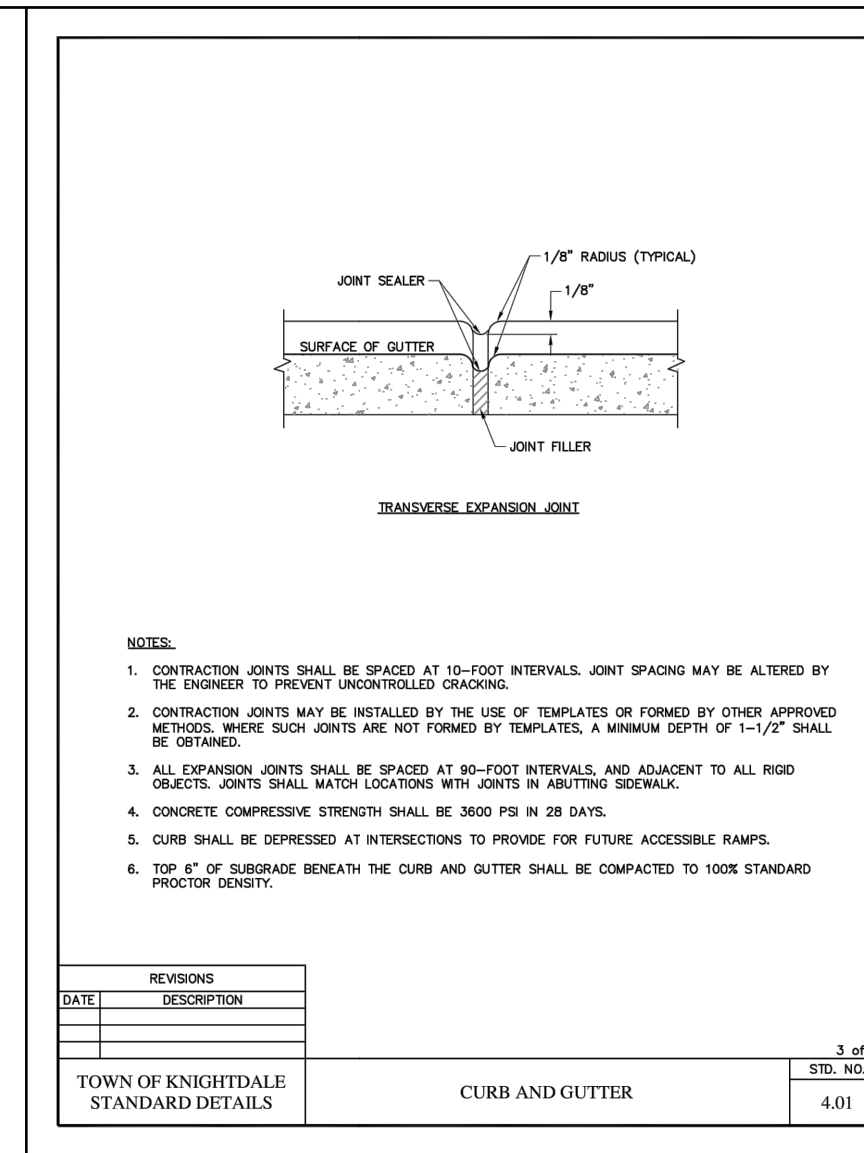 1/8" RADIUS (TYPICAL)
JOINT SEALER
1/8"
SURFACE OF GUTTER
JOINT FILLER
TRANSVERSE EXPANSION JOINT
NOTES:
1. CONTRACTION JOINTS SHALL BE SPACED AT 10-FOOT INTERVALS. JOINT SPACING MAY BE ALTERED BY
THE ENGINEER TO PREVENT UNCONTROLLED CRACKING.
2. CONTRACTION JOINTS MAY BE INSTALLED BY THE USE OF TEMPLATES OR FORMED BY OTHER APPROVED
METHODS. WHERE SUCH JOINTS ARE NOT FORMED BY TEMPLATES, A MINIMUM DEPTH OF 1-1/2" SHALL
BE OBTAINED.
3. ALL EXPANSION JOINTS SHALL BE SPACED AT 90-FOOT INTERVALS, AND ADJACENT TO ALL RIGID
OBJECTS. JOINTS SHALL MATCH LOCATIONS WITH JOINTS IN ABUTTING SIDEWALK.
4. CONCRETE COMPRESSIVE STRENGTH SHALL BE 3600 PSI IN 28 DAYS.
5. CURB SHALL BE DEPRESSED AT INTERSECTIONS TO PROVIDE FOR FUTURE ACCESSIBLE RAMPS.
6. TOP 6" OF SUBGRADE BENEATH THE CURB AND GUTTER SHALL BE COMPACTED TO 100% STANDARD
PROCTOR DENSITY.
REVISIONS
DATE DESCRIPTION
3 of
TOWN OF KNIGHTDALE
STANDARD DETAILS
CURB AND GUTTER
STD. NO.
4.01